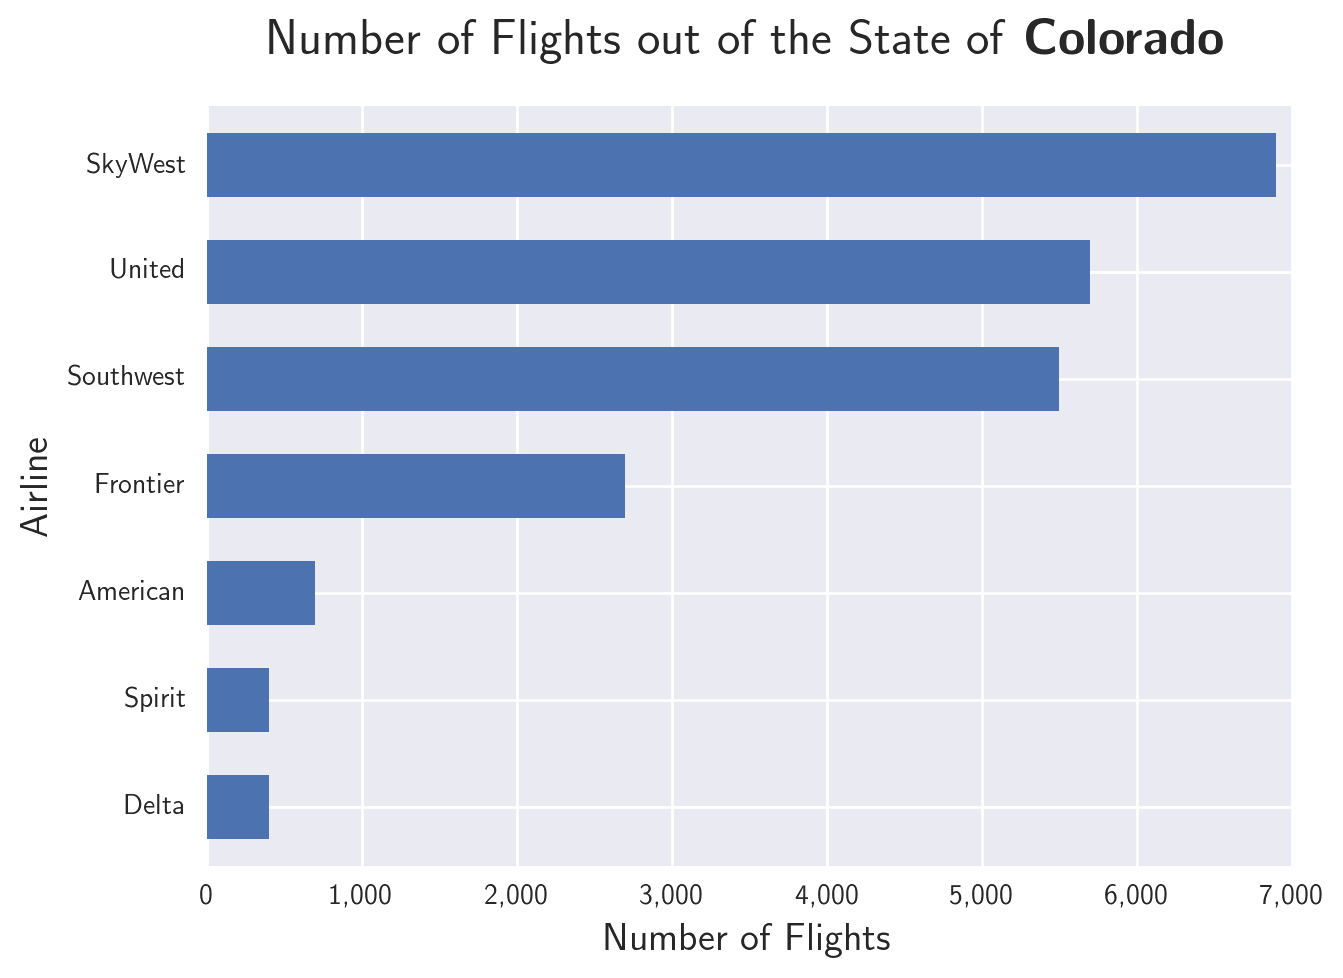 Number of Flights out of the State of Colorado
SkyWest
United
Southwest
Frontier
American
Spirit
Delta
Airline
0 1,000 2,000 3,000 4,000 5,000 6,000 7,000
Number of Flights